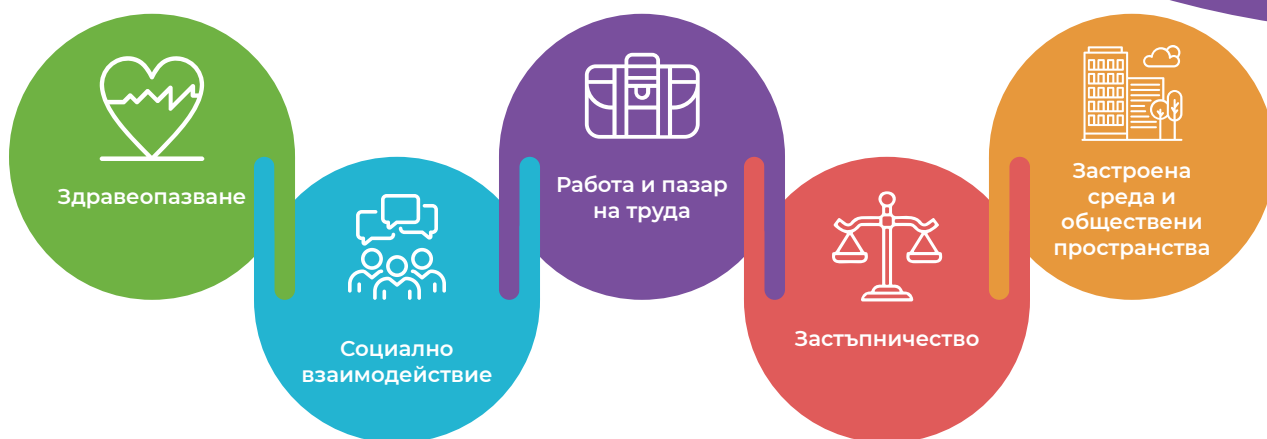 Здравеопазване
Социално
взаимодействие
Работа и пазар
на труда
Застъпничество
Застроена
среда и
обществени
пространства